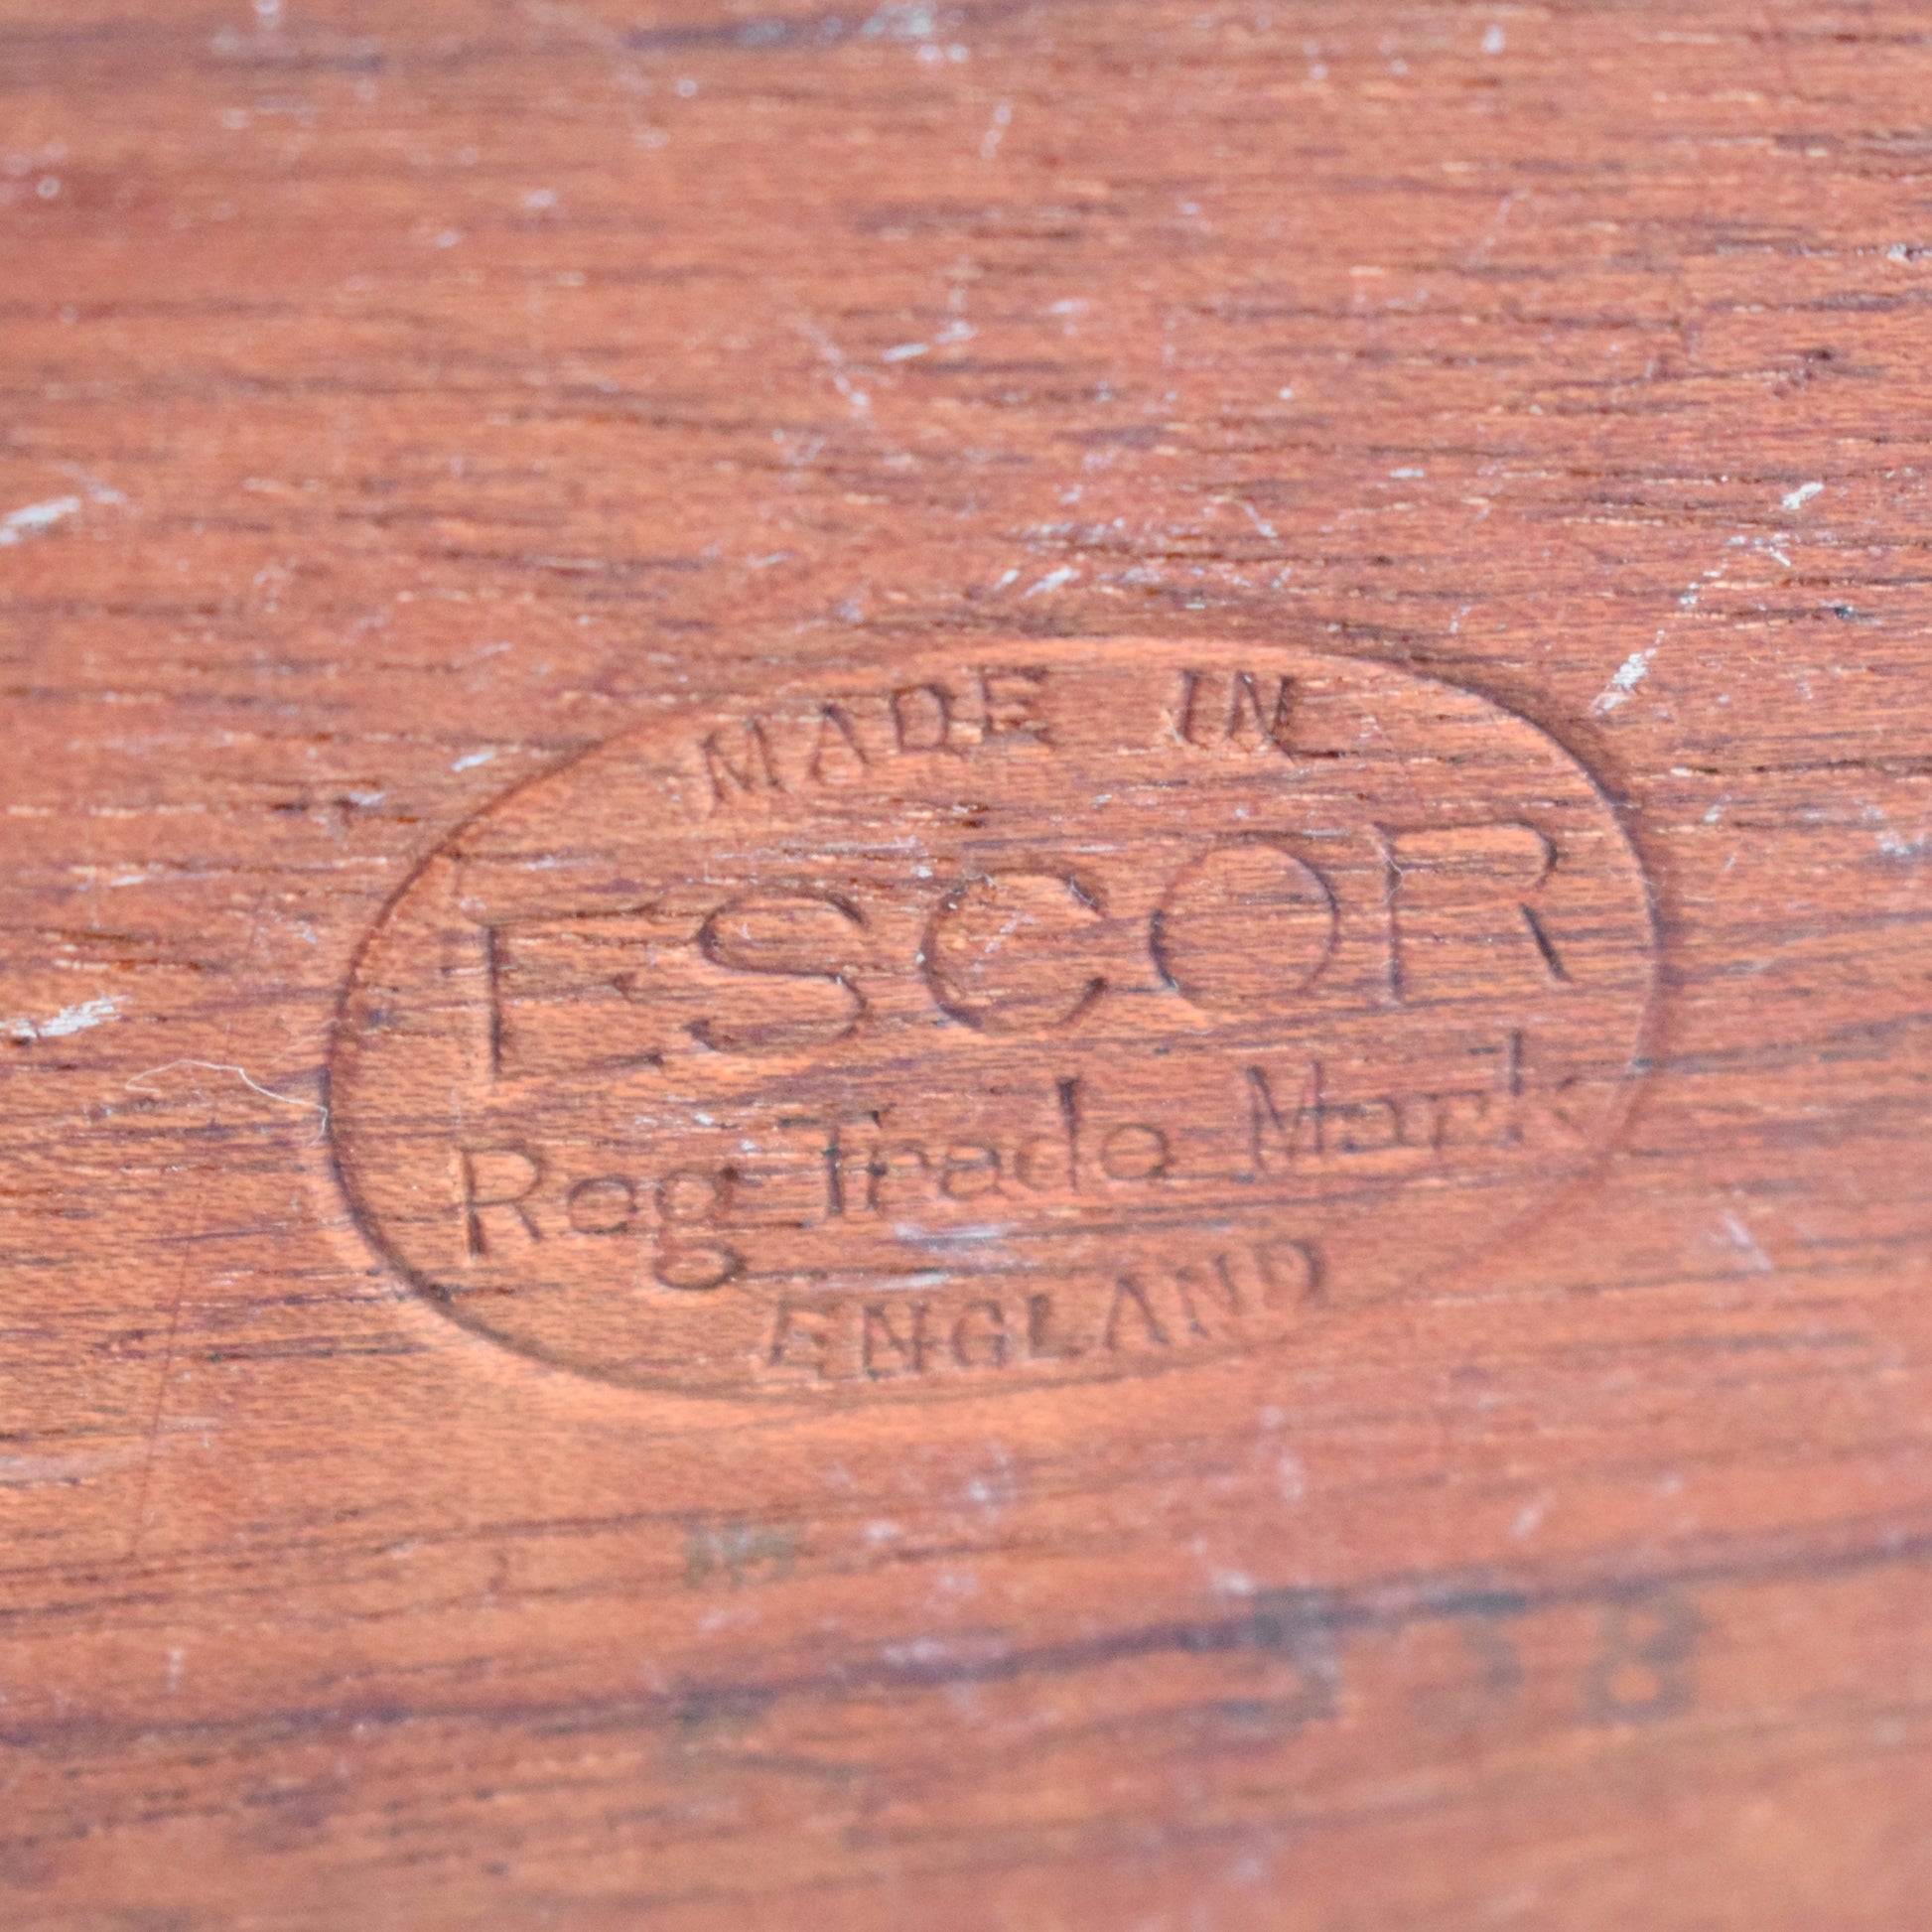 MADE IN
ESCOR
Reg Trade Mark
ENGLAND